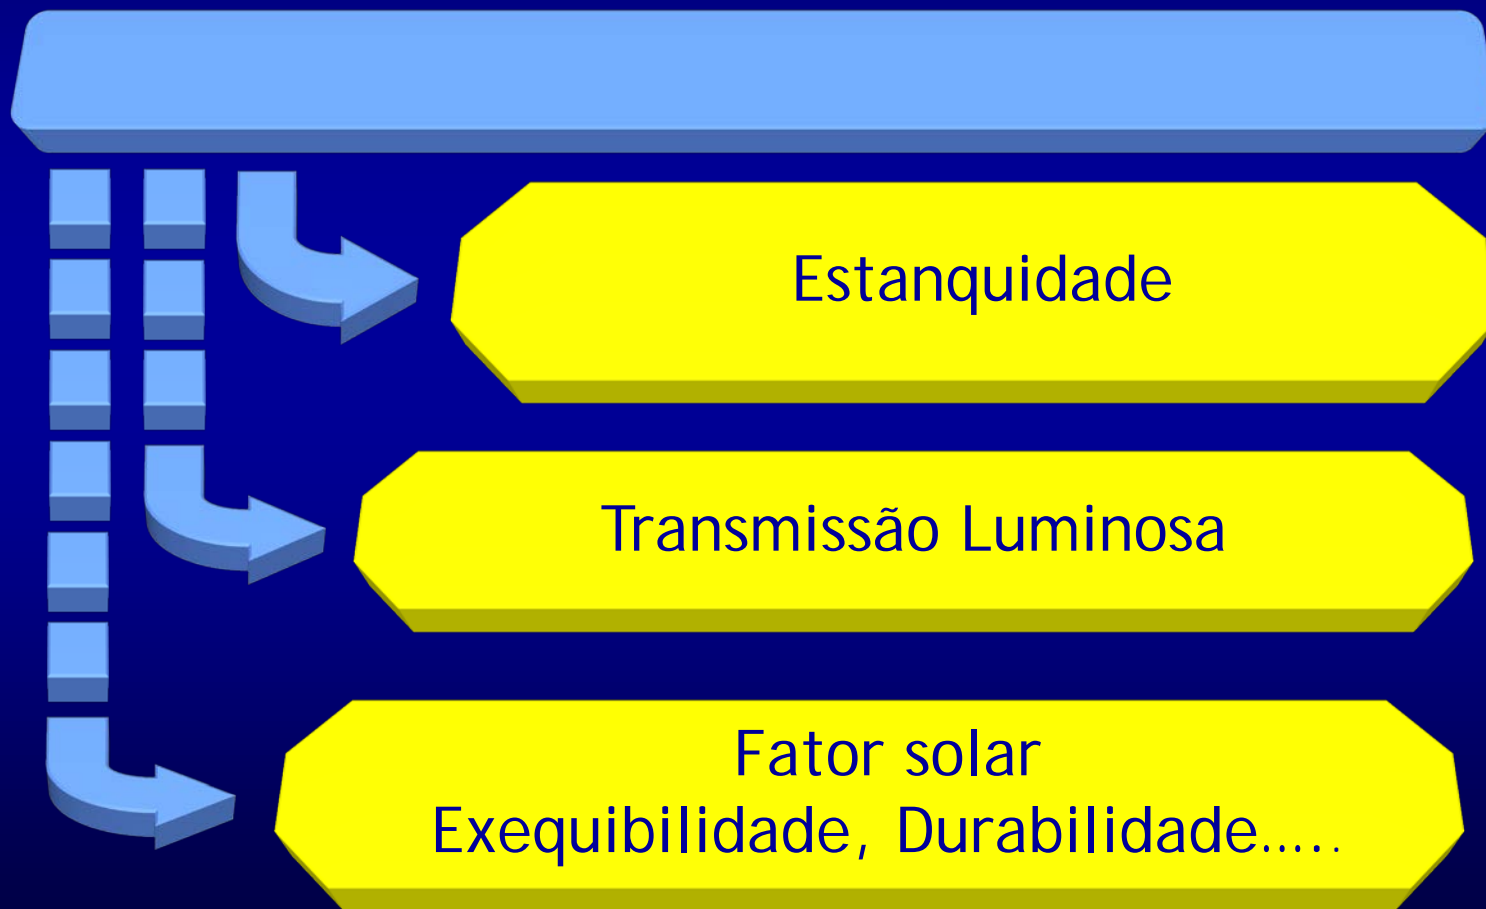 Estanquidade
Transmissão Luminosa
Fator solar
Exequibilidade, Durabilidade.....